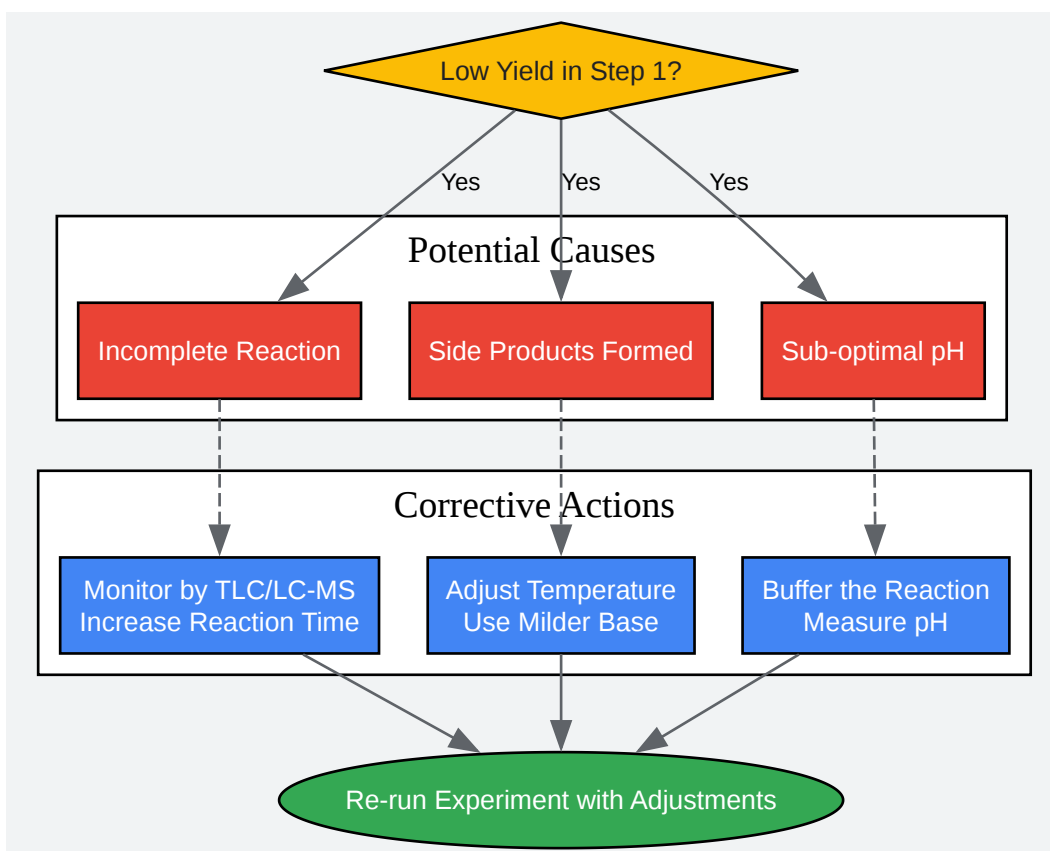 Low Yield in Step 1?
Yes
Yes
Yes
Potential Causes
Incomplete Reaction
Side Products Formed
Sub-optimal pH
Corrective Actions
Monitor by TLC/LC-MS
Increase Reaction Time
Adjust Temperature
Use Milder Base
Buffer the Reaction
Measure pH
Re-run Experiment with Adjustments